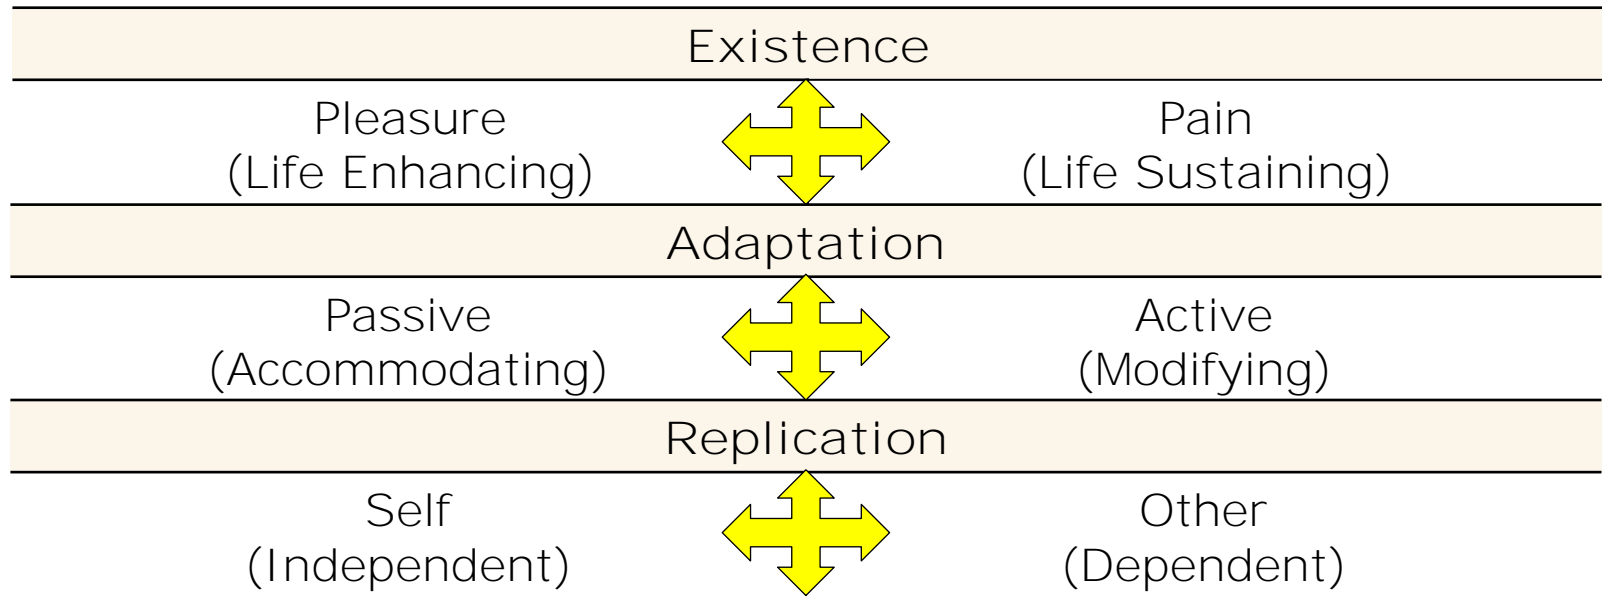 Existence
Pleasure Pain
(Life Enhancing) (Life Sustaining)
Adaptation
Passive Active
(Accommodating) (Modifying)
Replication
Self Other
(Independent) (Dependent)